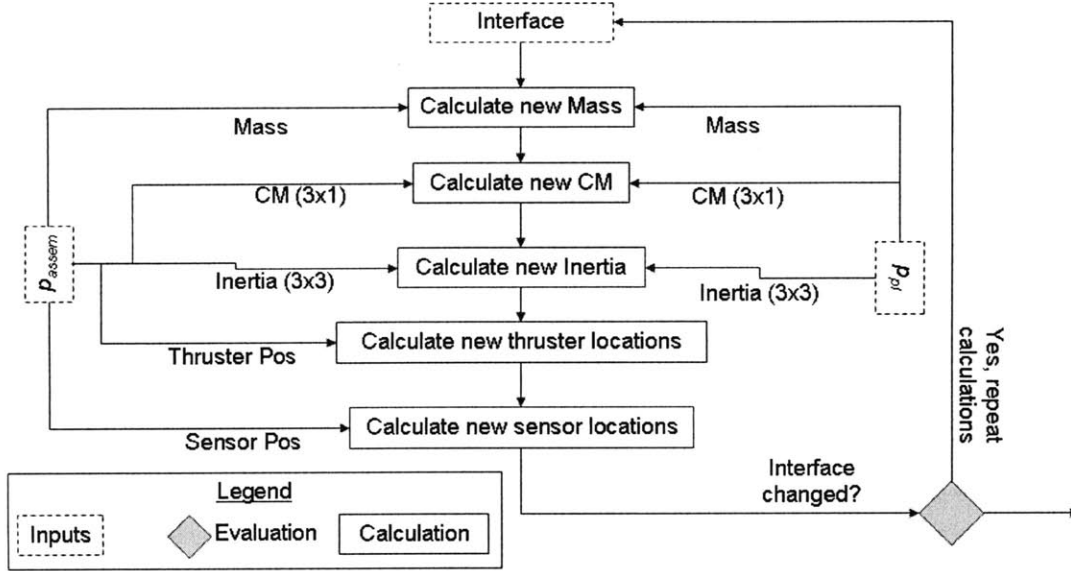 Interface
Calculate new Mass
Mass
Mass
Calculate new CM
CM (3x1)
CM (3x1)
p_assem
Calculate new Inertia
p_pl
Inertia (3x3)
Inertia (3x3)
Calculate new thruster locations
Thruster Pos
Yes, repeat
calculations
Calculate new sensor locations
Sensor Pos
Interface
changed?
Legend
Inputs
Evaluation
Calculation